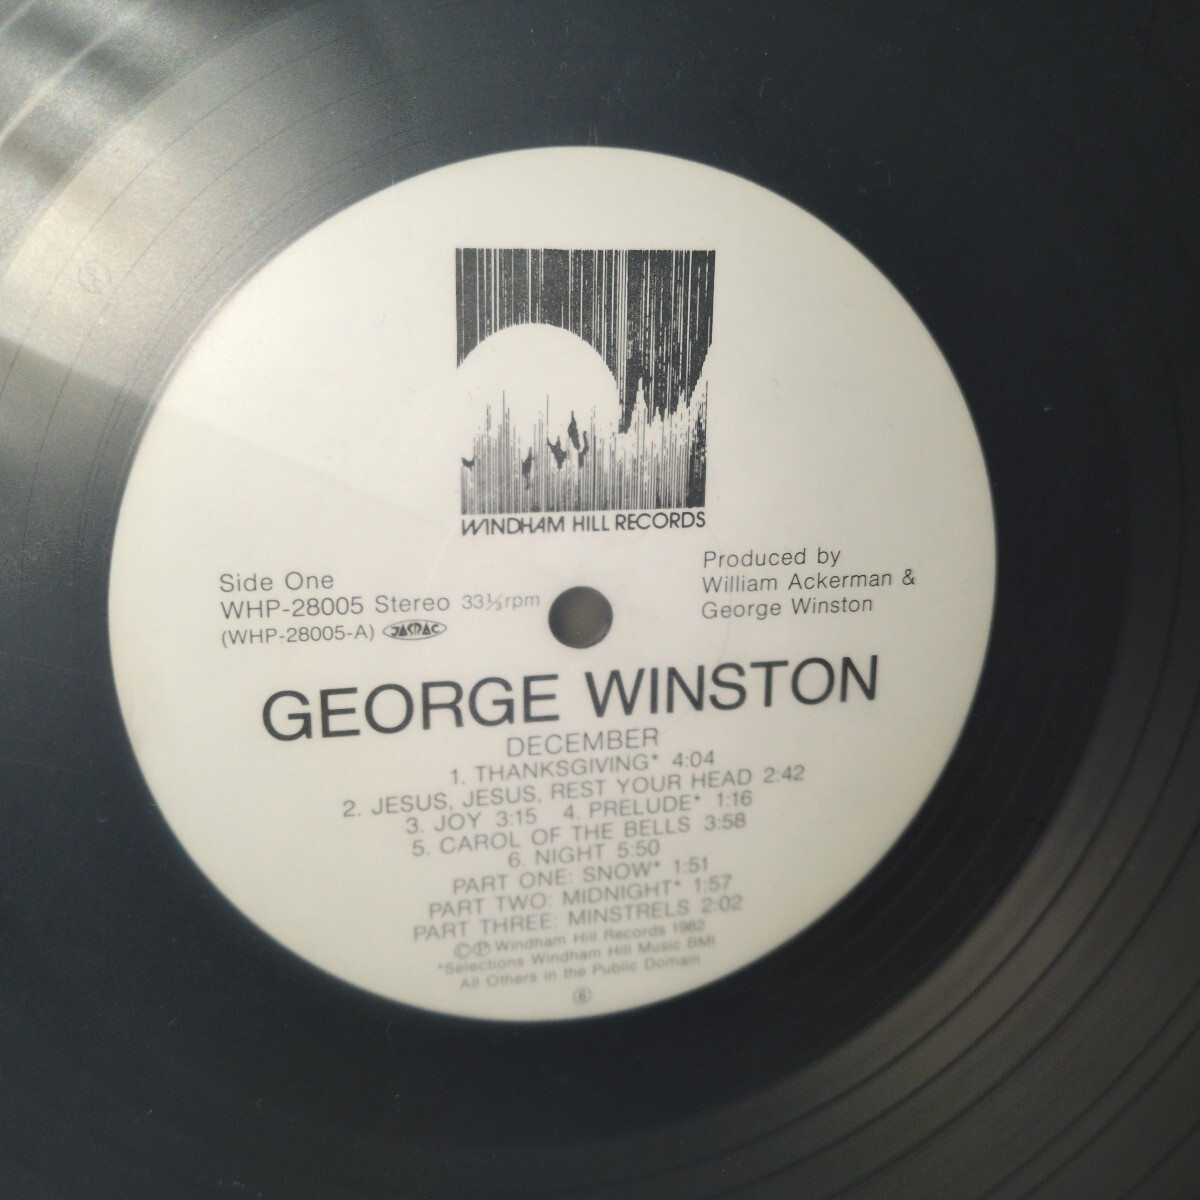 WINDHAM HILL RECORDS
Side One
WHP-28005 Stereo 33⅓rpm
(WHP-28005-A) JASRAC
Produced by
William Ackerman &
George Winston
GEORGE WINSTON
DECEMBER
1. THANKSGIVING* 4:04
2. JESUS, JESUS, REST YOUR HEAD 2:42
3. JOY 3:15 4. PRELUDE* 1:16
5. CAROL OF THE BELLS 3:58
6. NIGHT 5:50
PART ONE: SNOW* 1:51
PART TWO: MIDNIGHT* 1:57
PART THREE: MINSTRELS 2:02
©℗ Windham Hill Records 1982
*Selections Windham Hill Music BMI
All Others in the Public Domain
⑥